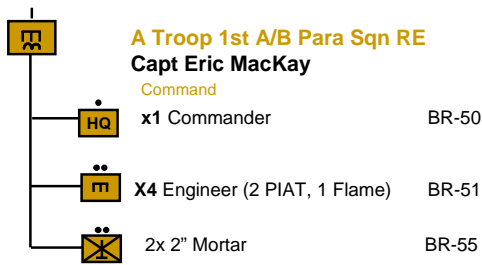 A Troop 1st A/B Para Sqn RE
Capt Eric MacKay
Command
HQ x1 Commander BR-50
X4 Engineer (2 PIAT, 1 Flame) BR-51
2x 2” Mortar BR-55